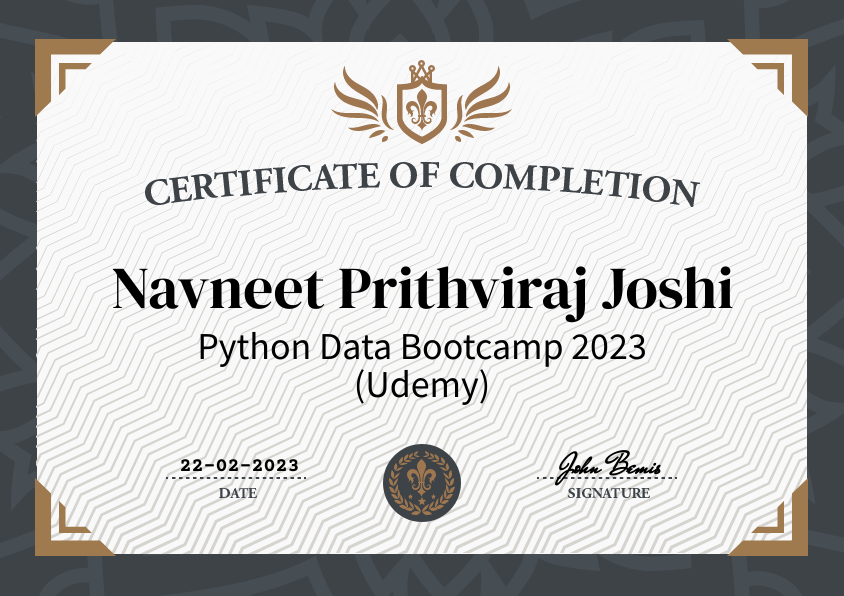 CERTIFICATE OF COMPLETION
Navneet Prithviraj Joshi
Python Data Bootcamp 2023
(Udemy)
22-02-2023
DATE
John Bemis
SIGNATURE